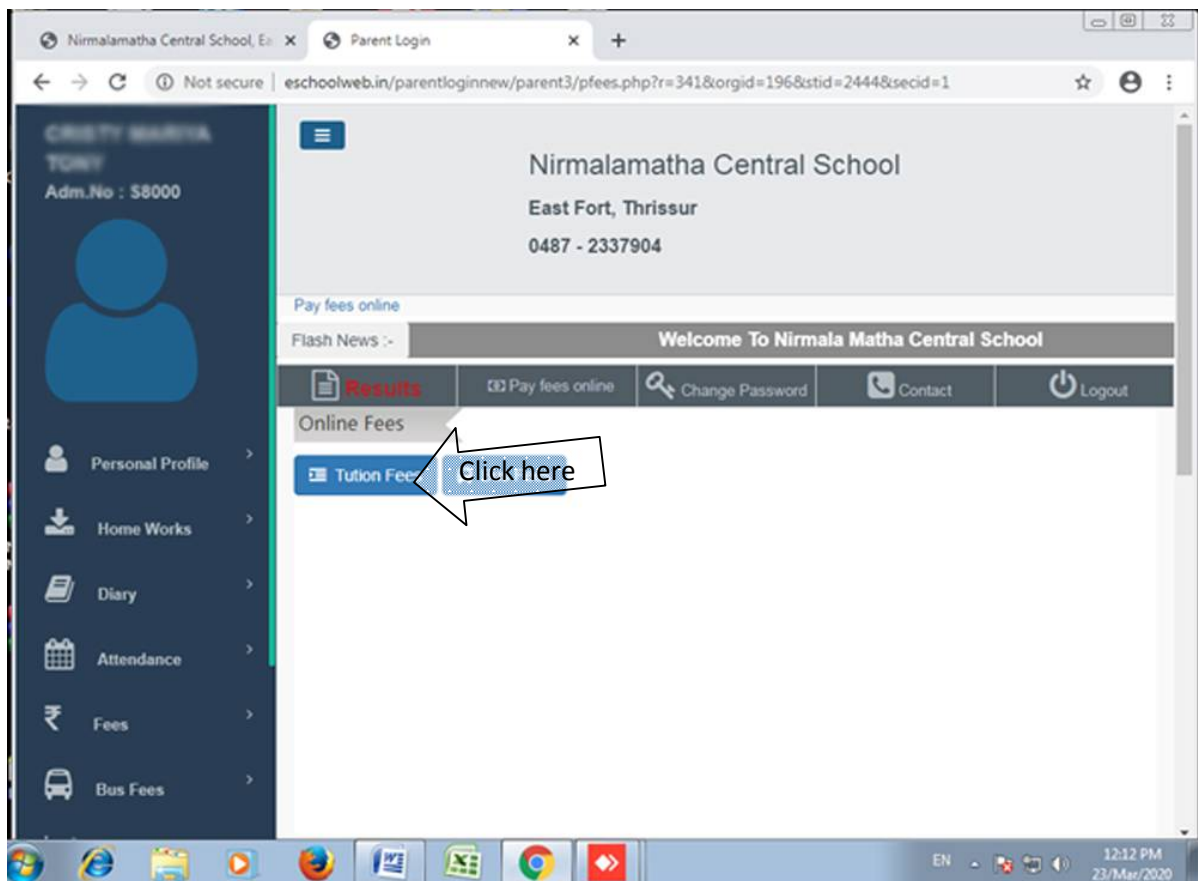 Nirmalamatha Central School, Ea
Parent Login
Not secure | eschoolweb.in/parentloginnew/parent3/pfees.php?r=341&orgid=196&stid=2444&secid=1
Adm.No : S8000
Nirmalamatha Central School
East Fort, Thrissur
0487 - 2337904
Pay fees online
Flash News :- Welcome To Nirmala Matha Central School
Results Pay fees online Change Password Contact Logout
Online Fees
Tution Fees Click here
Personal Profile
Home Works
Diary
Attendance
Fees
Bus Fees
EN 12:12 PM
23/Mar/2020